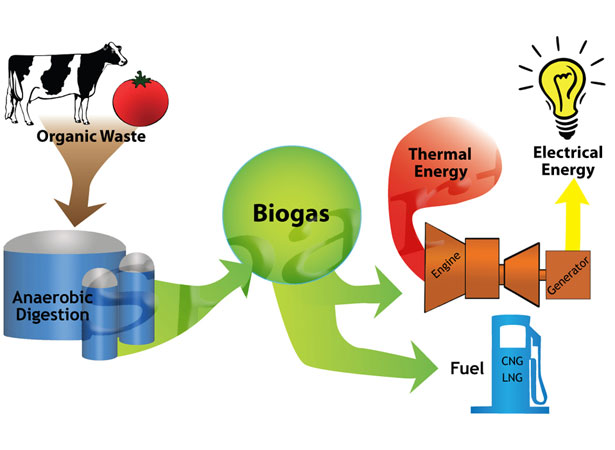 Organic Waste
Anaerobic
Digestion
Biogas
Thermal
Energy
Electrical
Energy
Engine
Generator
Fuel
CNG
LNG